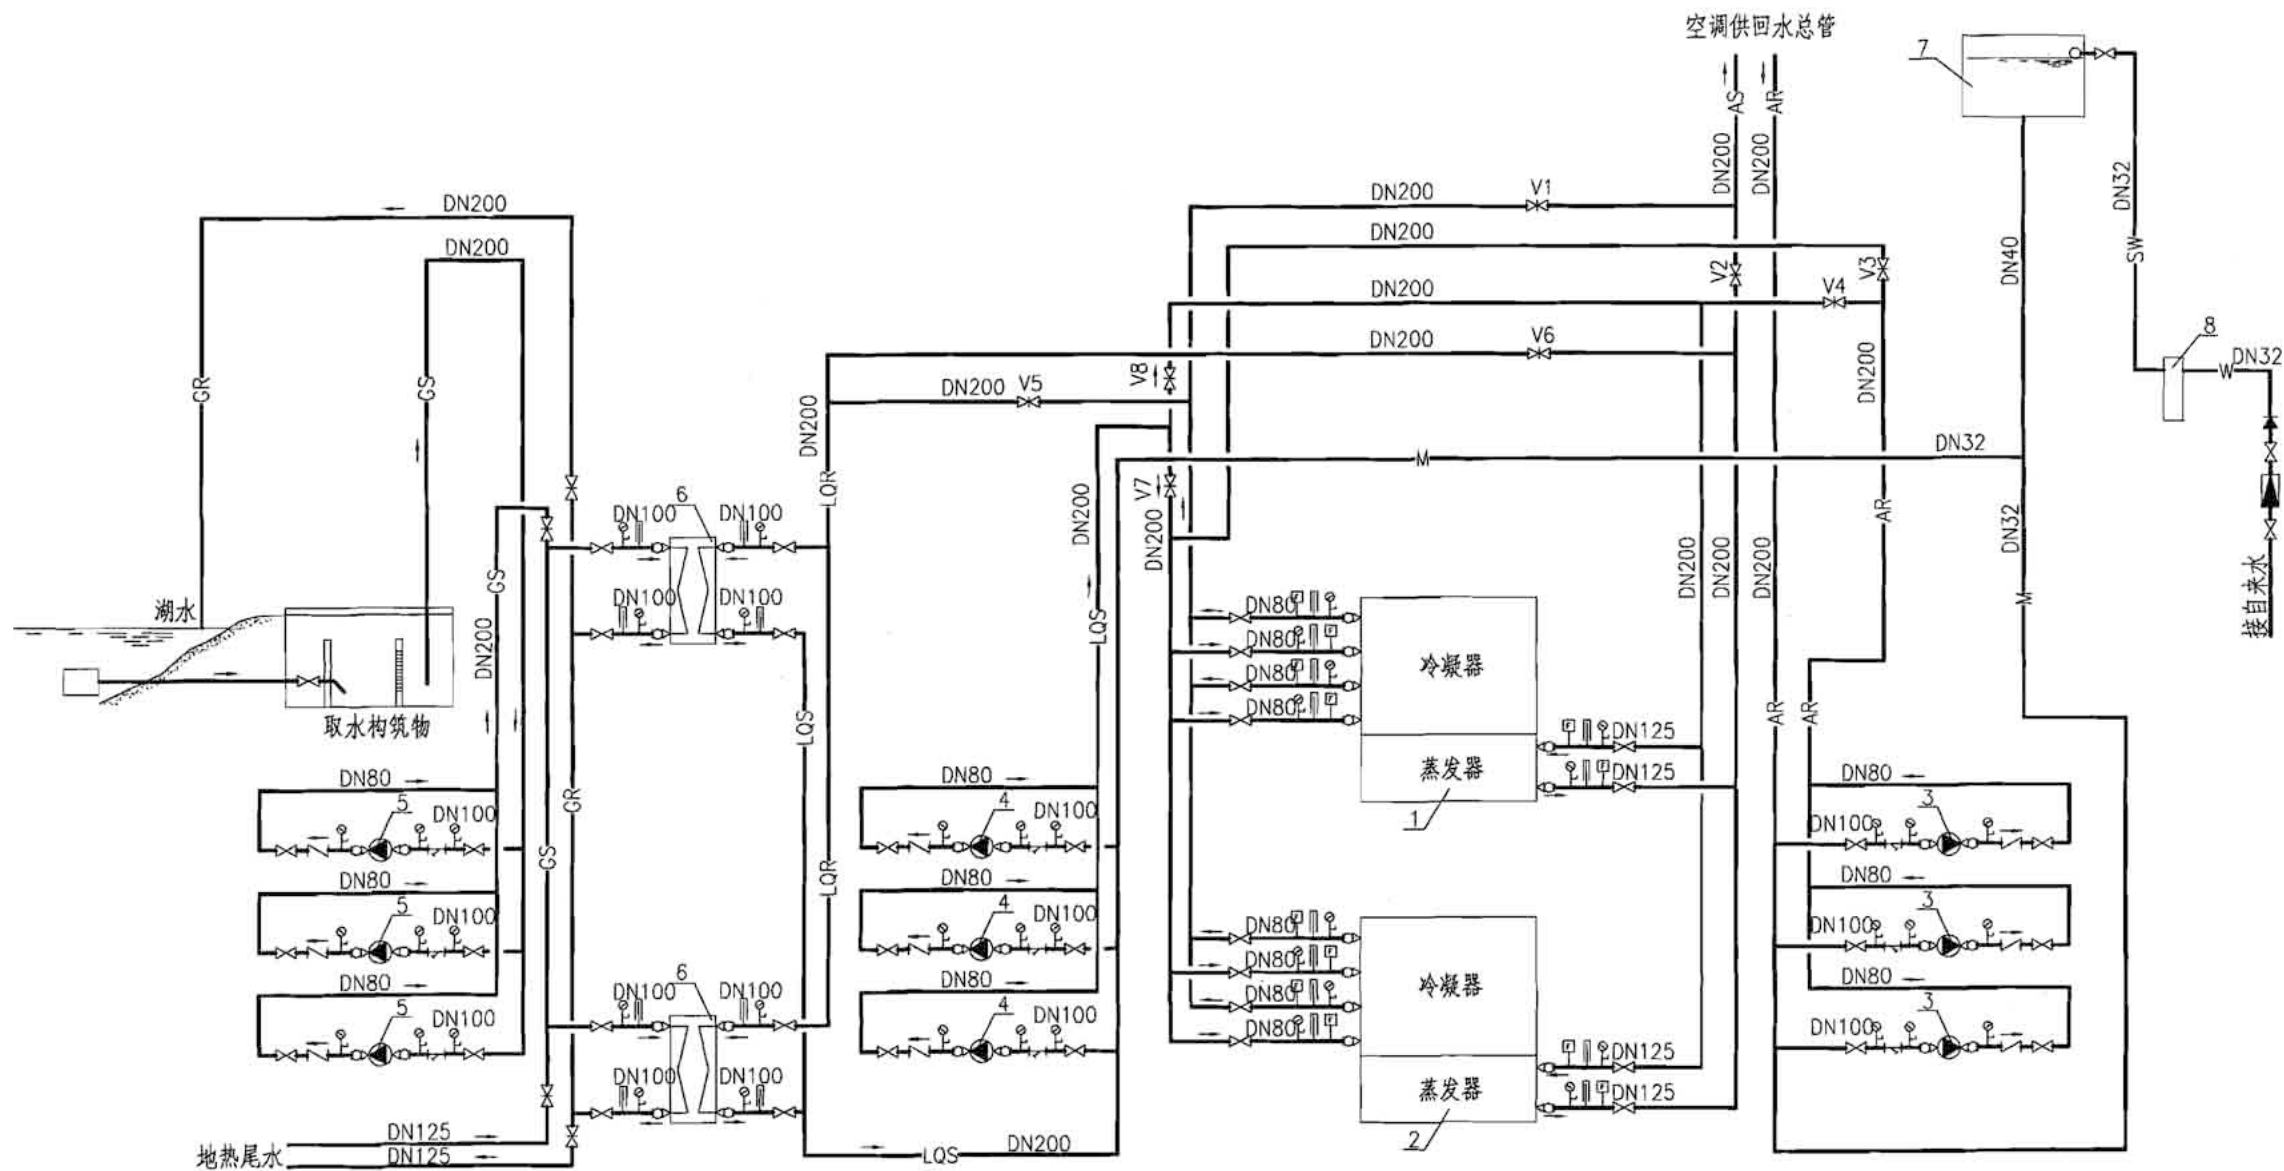 空调供回水总管
7
AS
AR
DN200
DN200
DN32
SW
DN40
DN200
V1
DN200
DN200
DN200
DN200
V2
V3
DN200
V4
DN200
V6
8
DN32
W
GR
GS
DN200
V5
V8
DN200
DN200
LQR
M
DN32
V7
DN200
DN200
AR
DN32
接自来水
DN100
6
DN100
DN100
DN100
GS
DN200
湖水
取水构筑物
LQS
LQS
DN200
DN200
DN200
M
DN80
DN80
DN80
DN80
冷凝器
蒸发器
DN125
DN125
1
AR
AR
DN80
5
DN100
DN80
5
DN100
DN80
5
DN100
GR
GS
LQR
DN80
4
DN100
DN80
4
DN100
DN80
4
DN100
DN80
3
DN100
DN80
3
DN100
DN80
3
DN100
DN100
6
DN100
DN100
DN100
DN80
DN80
DN80
DN80
冷凝器
蒸发器
DN125
DN125
2
地热尾水
DN125
DN125
LQS
DN200